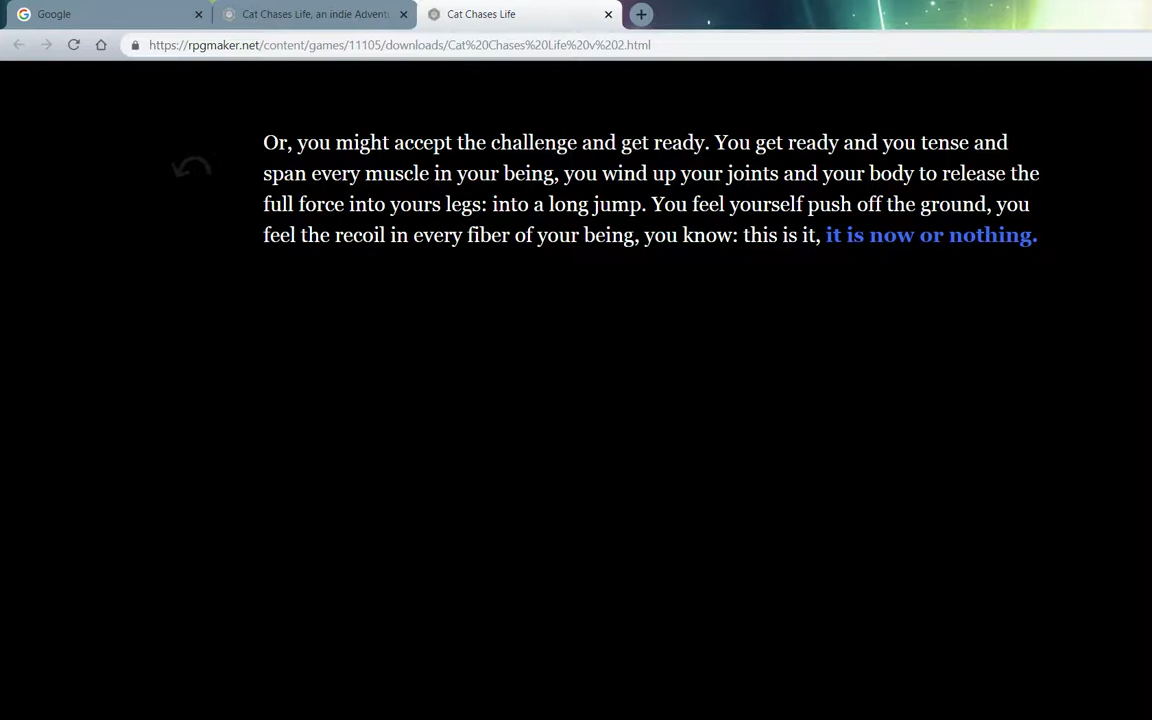 Google
Cat Chases Life, an indie Advent
Cat Chases Life
https://rpgmaker.net/content/games/11105/downloads/Cat%20Chases%20Life%20v%202.html
Or, you might accept the challenge and get ready. You get ready and you tense and
span every muscle in your being, you wind up your joints and your body to release the
full force into yours legs: into a long jump. You feel yourself push off the ground, you
feel the recoil in every fiber of your being, you know: this is it, it is now or nothing.